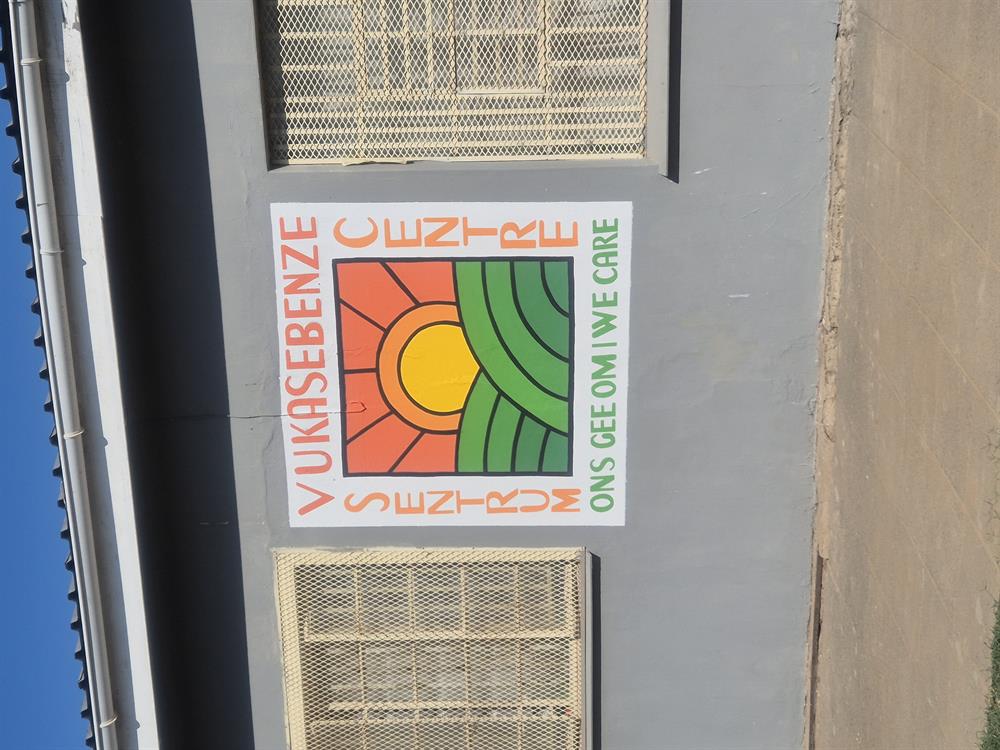 VUKASEBENZE
SENTRUM
CENTRE
ONS GEE OM | WE CARE